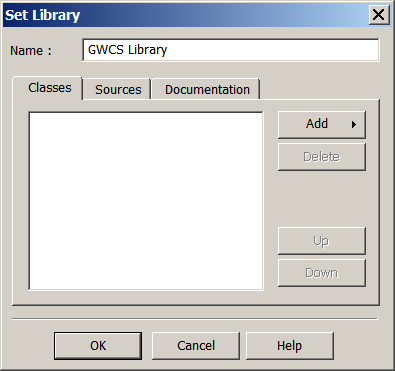 Set Library
Name : GWCS Library
Classes Sources Documentation
Add
Delete
Up
Down
OK Cancel Help